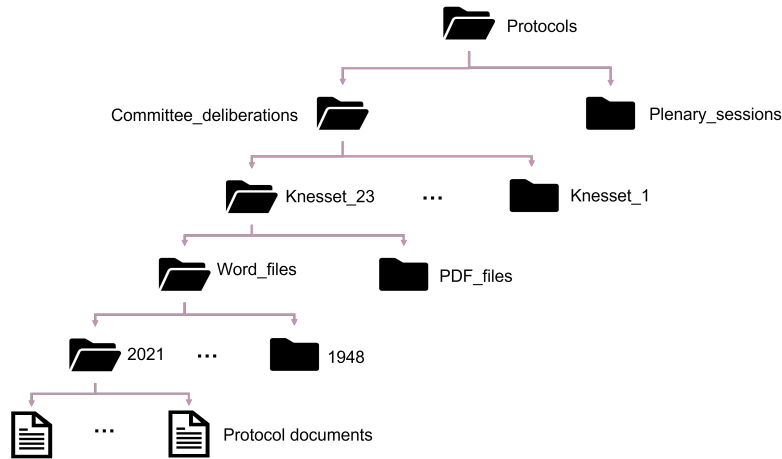 Protocols
Committee_deliberations
Plenary_sessions
Knesset_23
...
Knesset_1
Word_files
PDF_files
2021
...
1948
...
Protocol documents